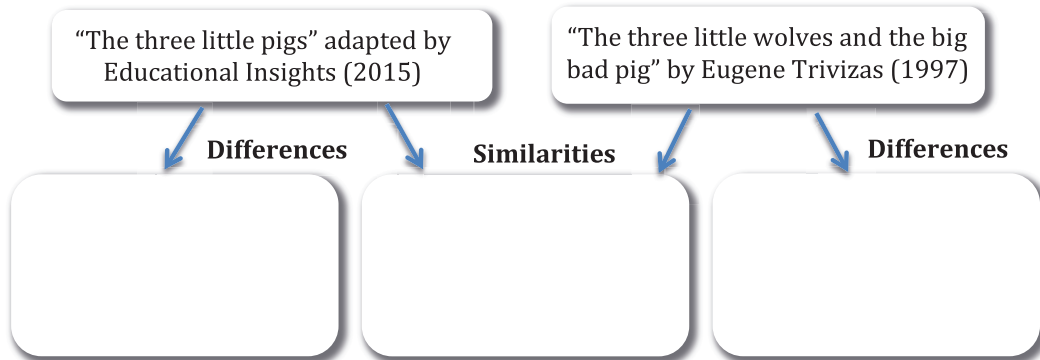 “The three little pigs” adapted by
Educational Insights (2015)
“The three little wolves and the big
bad pig” by Eugene Trivizas (1997)
Differences
Similarities
Differences